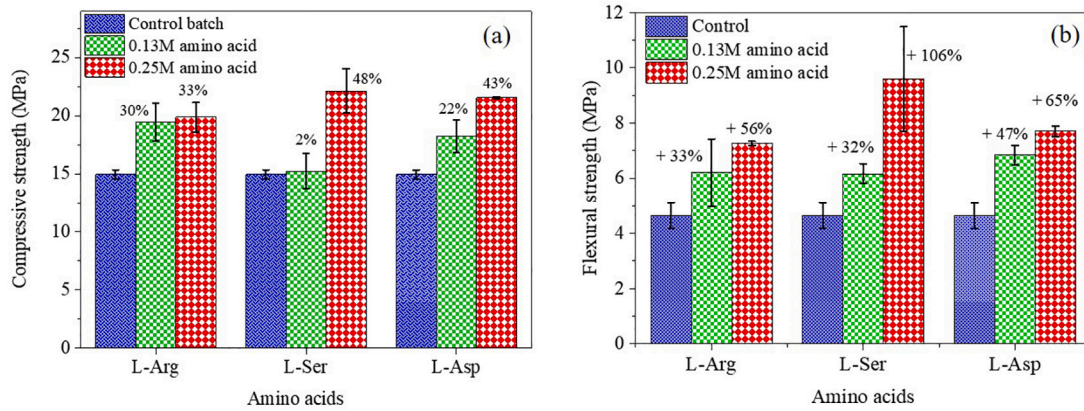 (a)
Control batch
0.13M amino acid
0.25M amino acid
Compressive strength (MPa)
25
20
15
10
5
0
30%
33%
2%
48%
22%
43%
L-Arg
L-Ser
L-Asp
Amino acids
(b)
Control
0.13M amino acid
0.25M amino acid
Flexural strength (MPa)
12
10
8
6
4
2
0
+ 33%
+ 56%
+ 32%
+ 106%
+ 47%
+ 65%
L-Arg
L-Ser
L-Asp
Amino acids